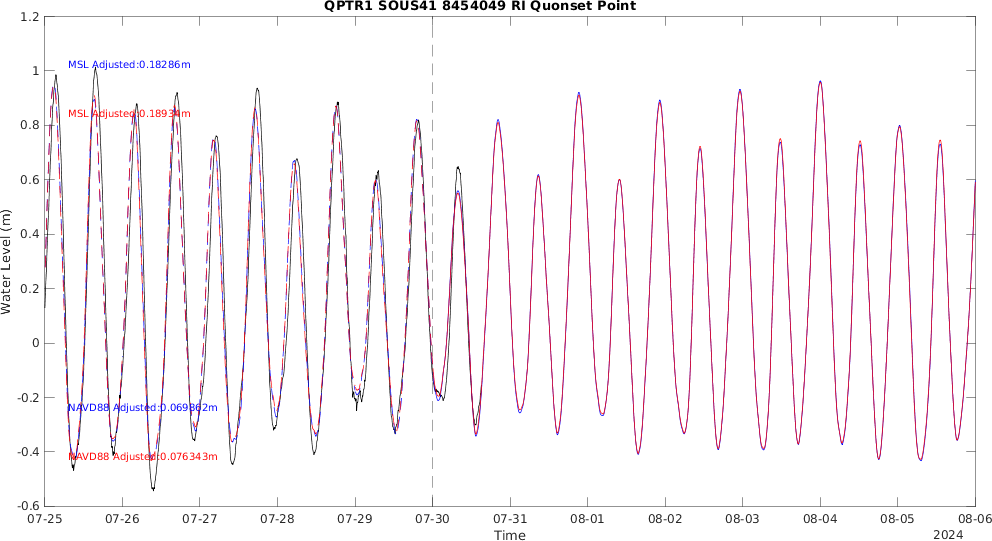 QPTR1 SOUS41 8454049 RI Quonset Point
1.2
1
0.8
0.6
0.4
0.2
0
-0.2
-0.4
-0.6
Water Level (m)
MSL Adjusted:0.18286m
MSL Adjusted:0.18934m
NAVD88 Adjusted:0.069862m
NAVD88 Adjusted:0.076343m
07-25 07-26 07-27 07-28 07-29 07-30 07-31 08-01 08-02 08-03 08-04 08-05 08-06
Time
2024